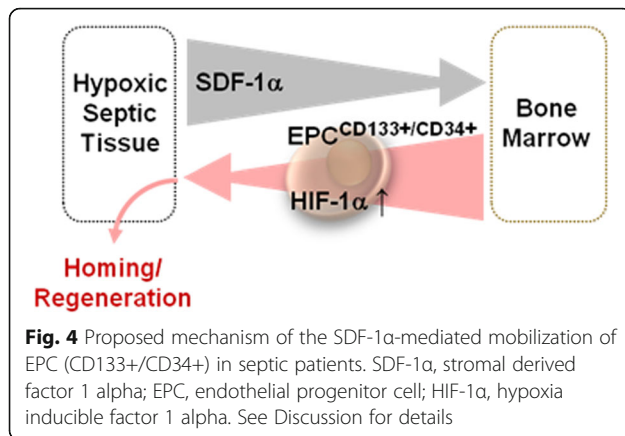 Hypoxic
Septic
Tissue
SDF-1α
Bone
Marrow
EPC^CD133+/CD34+
HIF-1α ↑
Homing/
Regeneration
Fig. 4 Proposed mechanism of the SDF-1α-mediated mobilization of
EPC (CD133+/CD34+) in septic patients. SDF-1α, stromal derived
factor 1 alpha; EPC, endothelial progenitor cell; HIF-1α, hypoxia
inducible factor 1 alpha. See Discussion for details